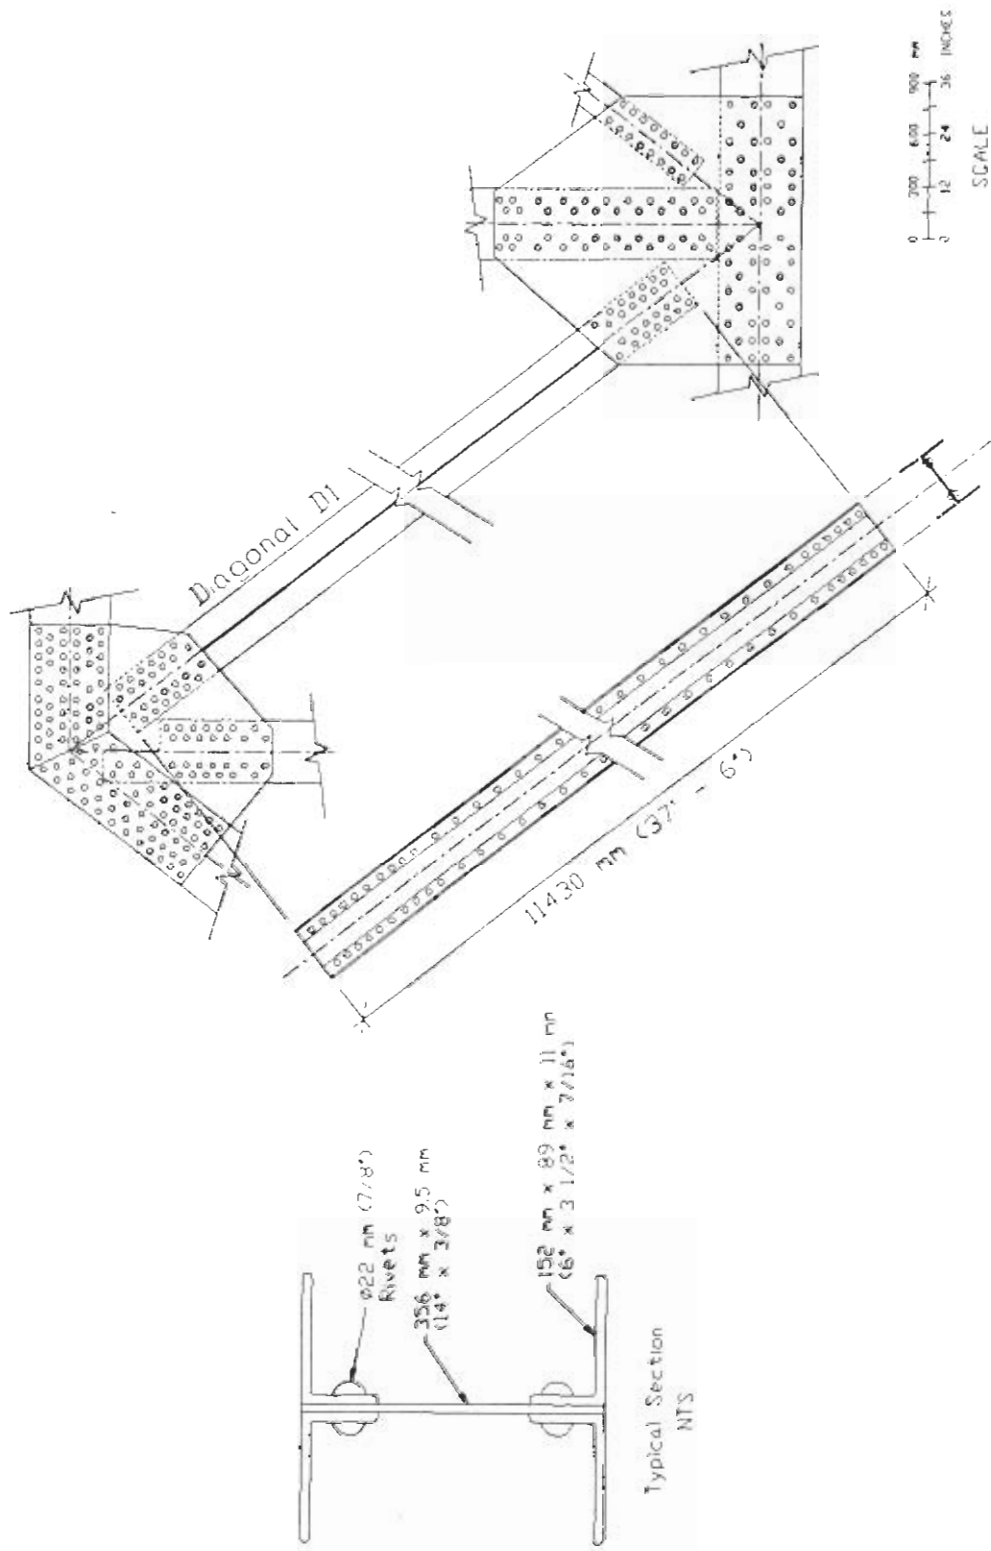 Diagonal D1
11430 mm (37' - 6")
ø22 mm (7/8")
Rivets
356 mm x 9.5 mm
(14" x 3/8")
152 mm x 89 mm x 11 mm
(6" x 3 1/2" x 7/16")
Typical Section
NTS
0 300 600 900 mm
0 12 24 36 INCHES
SCALE